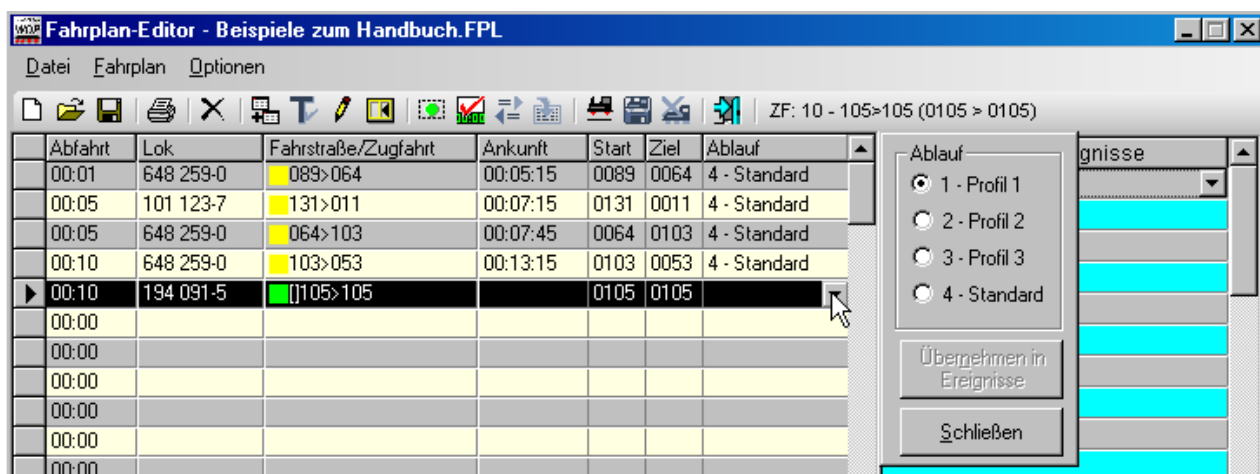 Fahrplan-Editor - Beispiele zum Handbuch.FPL
Datei Fahrplan Optionen
ZF: 10 - 105>105 (0105 > 0105)
Abfahrt Lok Fahrstraße/Zugfahrt Ankunft Start Ziel Ablauf
00:01 648 259-0 089>064 00:05:15 0089 0064 4 - Standard
00:05 101 123-7 131>011 00:07:15 0131 0011 4 - Standard
00:05 648 259-0 064>103 00:07:45 0064 0103 4 - Standard
00:10 648 259-0 103>053 00:13:15 0103 0053 4 - Standard
00:10 194 091-5 []105>105 0105 0105
00:00
00:00
00:00
00:00
00:00
00:00
Ablauf
1 - Profil 1
2 - Profil 2
3 - Profil 3
4 - Standard
Übernehmen in
Ereignisse
Schließen
gnisse